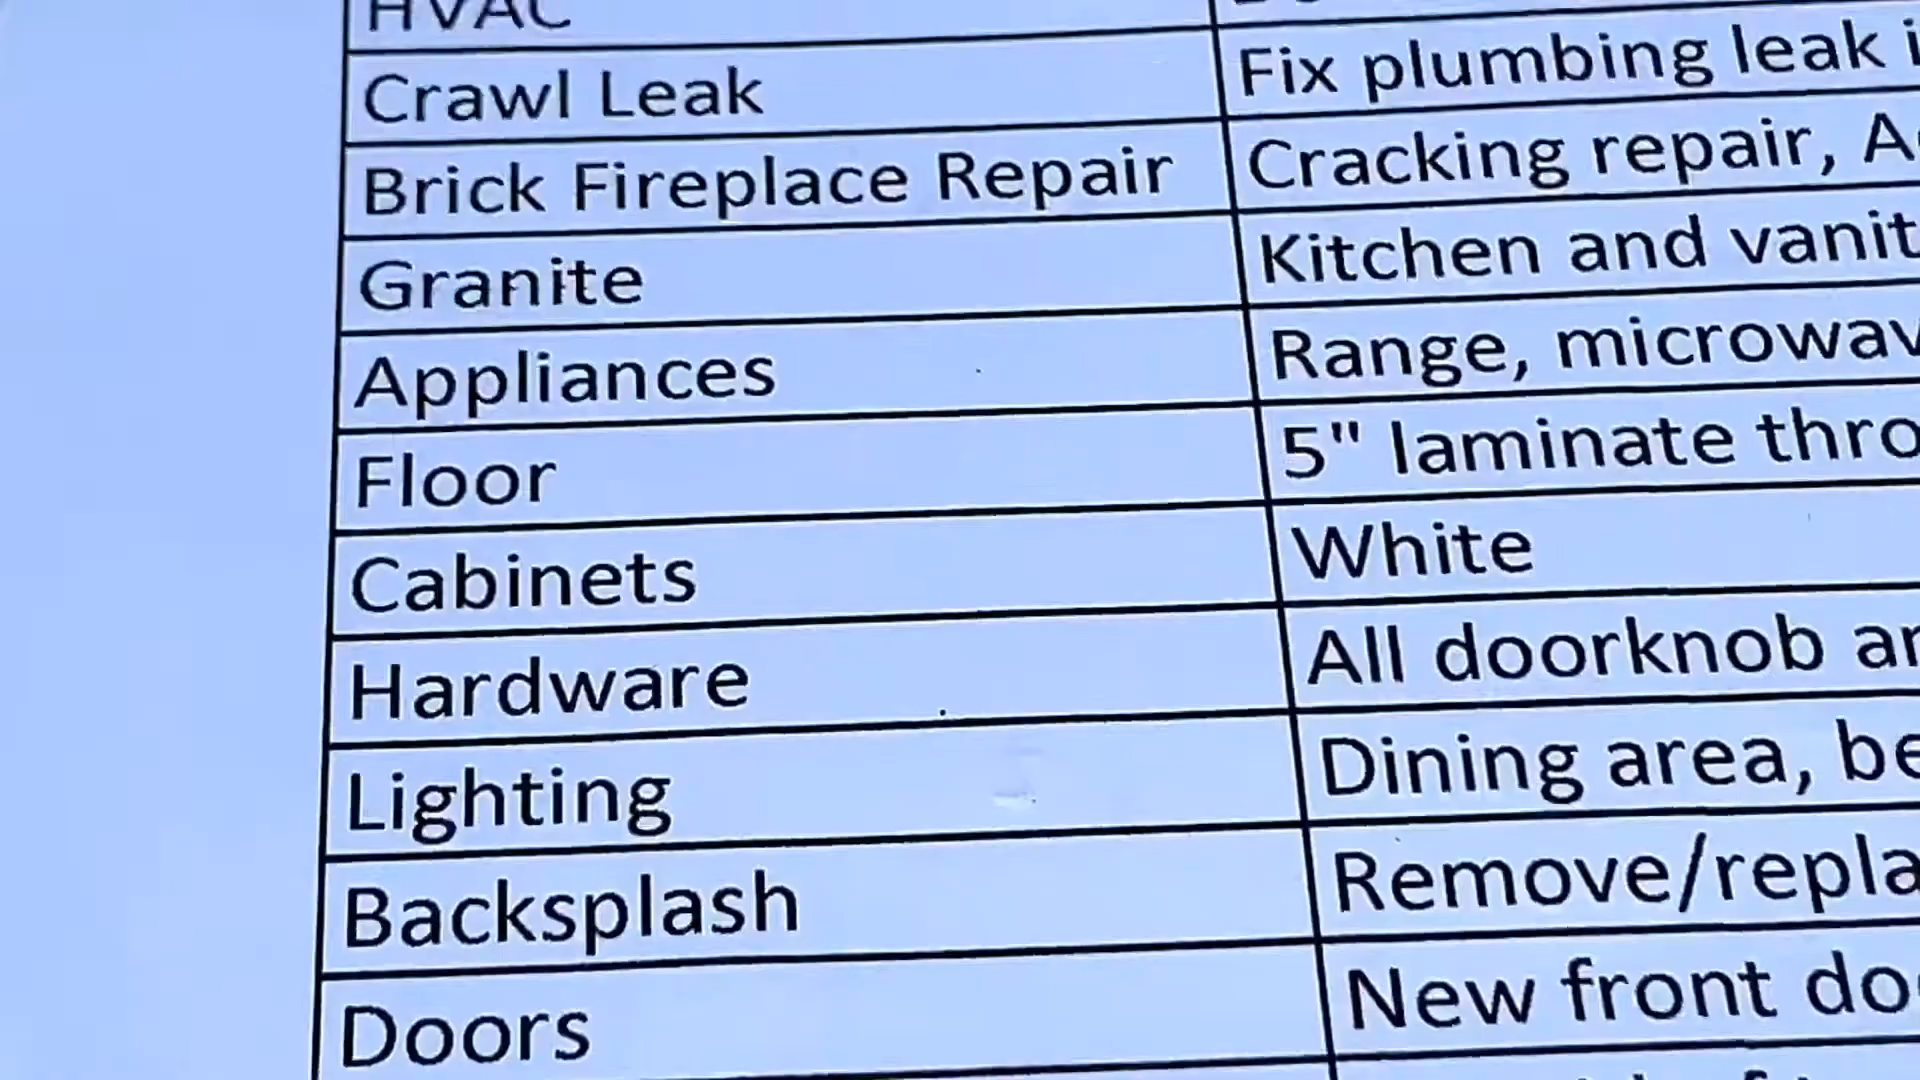 HVAC
Crawl Leak Fix plumbing leak
Brick Fireplace Repair Cracking repair,
Granite Kitchen and
Appliances Range,
Floor 5" laminate
Cabinets White
Hardware All doorknob
Lighting Dining area,
Backsplash
Doors New front